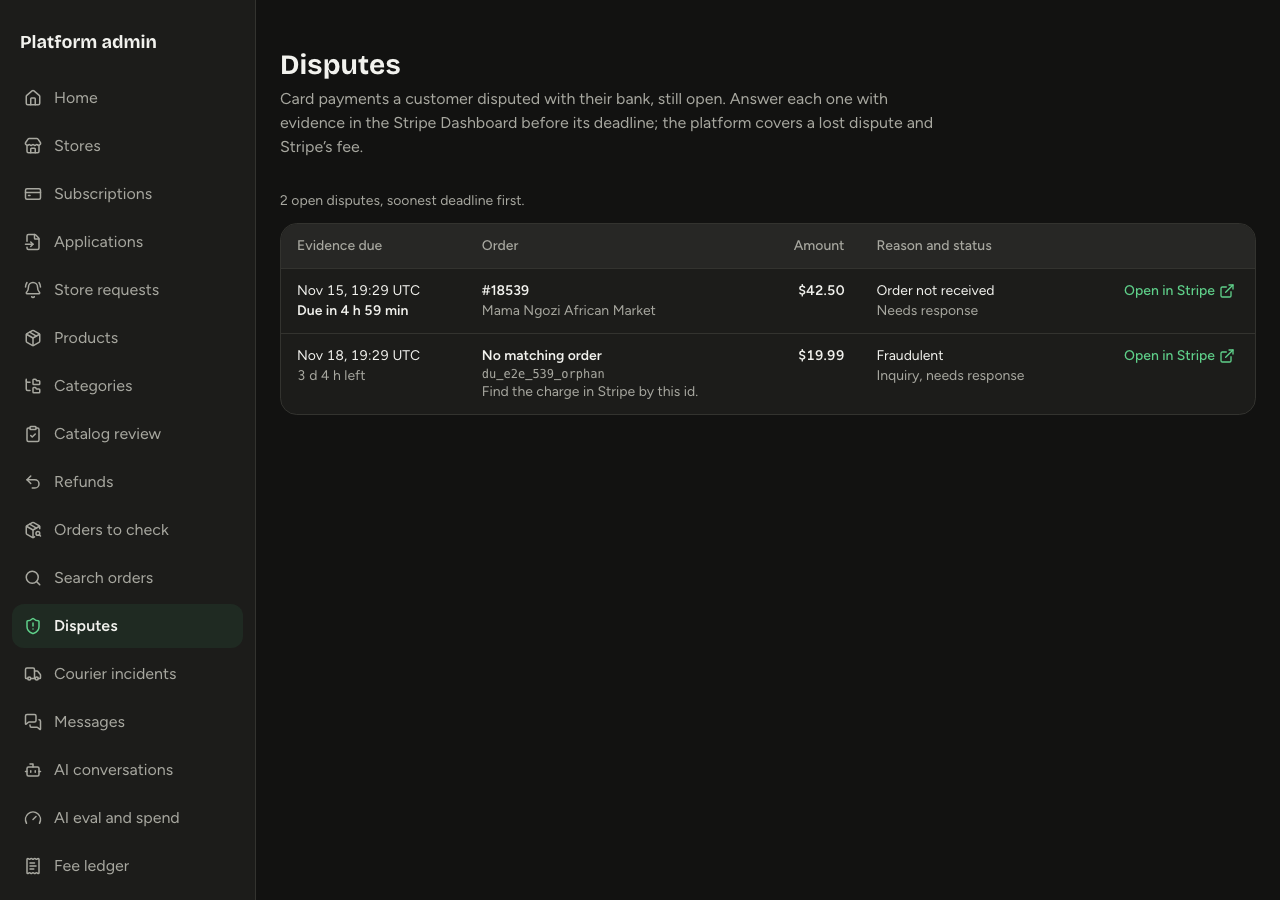 Platform admin
Home
Stores
Subscriptions
Applications
Store requests
Products
Categories
Catalog review
Refunds
Orders to check
Search orders
Disputes
Courier incidents
Messages
AI conversations
AI eval and spend
Fee ledger
Disputes
Card payments a customer disputed with their bank, still open. Answer each one with
evidence in the Stripe Dashboard before its deadline; the platform covers a lost dispute and
Stripe’s fee.
2 open disputes, soonest deadline first.
Evidence due Order Amount Reason and status
Nov 15, 19:29 UTC #18539 $42.50 Order not received Open in Stripe
Due in 4 h 59 min Mama Ngozi African Market Needs response
Nov 18, 19:29 UTC No matching order $19.99 Fraudulent Open in Stripe
3 d 4 h left du_e2e_539_orphan Inquiry, needs response
Find the charge in Stripe by this id.